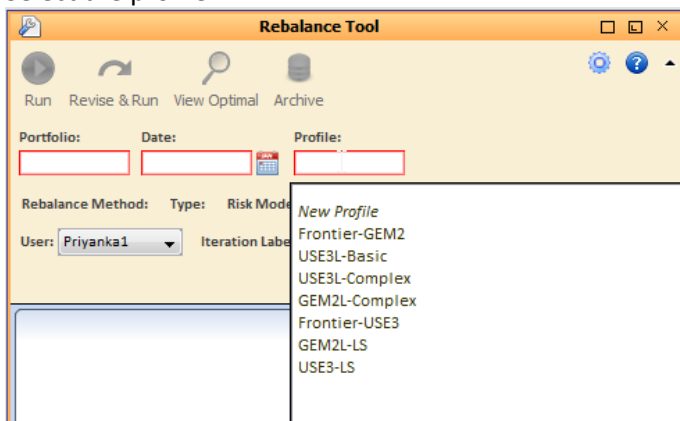 Rebalance Tool
Run Revise & Run View Optimal Archive
Portfolio: Date: Profile:
Rebalance Method: Type: Risk Mode
User: Priyanka1 Iteration Labe
New Profile
Frontier-GEM2
USE3L-Basic
USE3L-Complex
GEM2L-Complex
Frontier-USE3
GEM2L-LS
USE3-LS